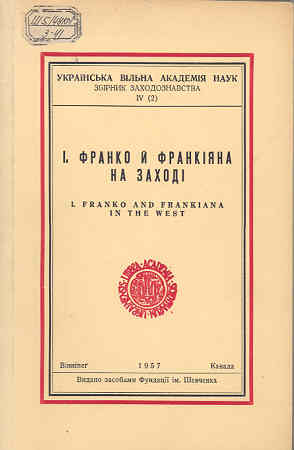 УКРАЇНСЬКА ВІЛЬНА АКАДЕМІЯ НАУК
ЗБІРНИК ЗАХОДОЗНАВСТВА
IV (2)
І. ФРАНКО Й ФРАНКІЯНА
НА ЗАХОДІ
I. FRANKO AND FRANKIANA
IN THE WEST
Вінніпеґ 1957 Канада
Видано засобами Фундації ім. Шевченка